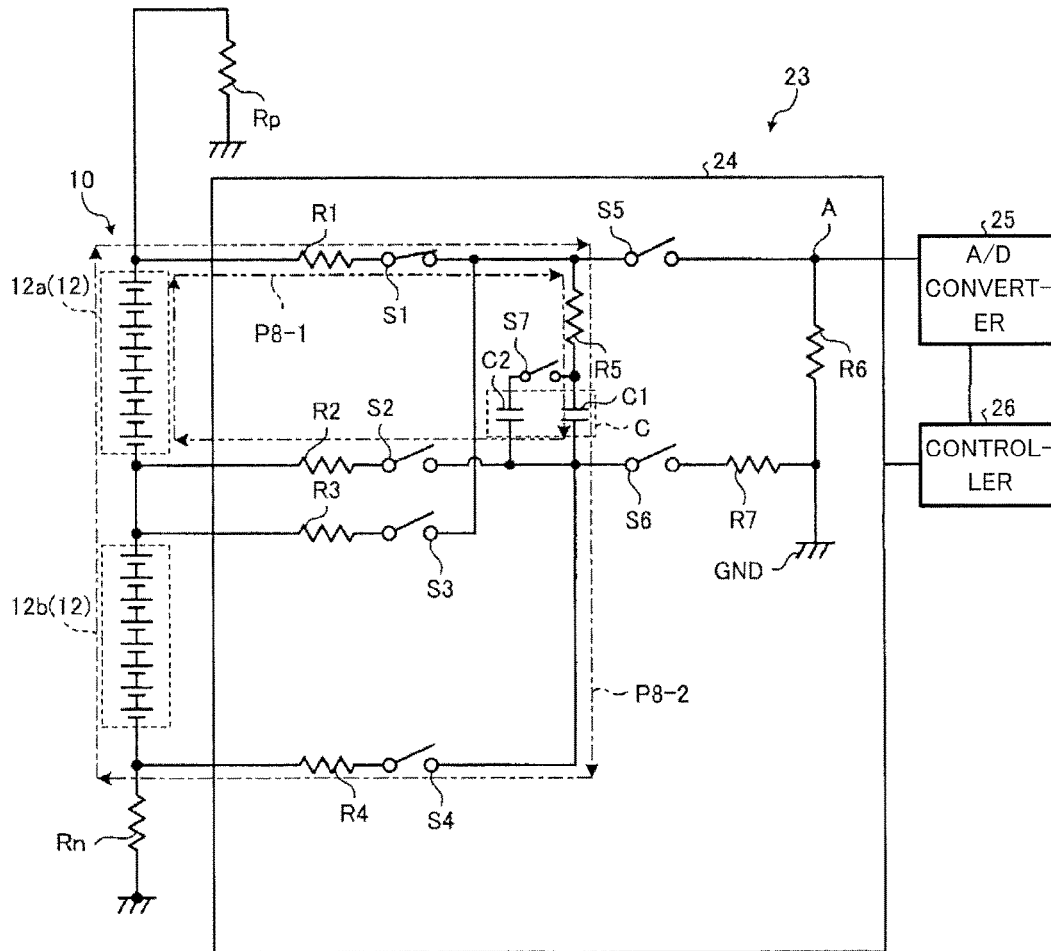 Rp
23
24
10
R1
S5
A
25
A/D
CONVERT-
ER
12a(12)
S1
P8-1
S7
R5
C2
C1
C
R6
26
CONTROL-
LER
R2
S2
R3
S6
R7
S3
GND
12b(12)
P8-2
R4
S4
Rn